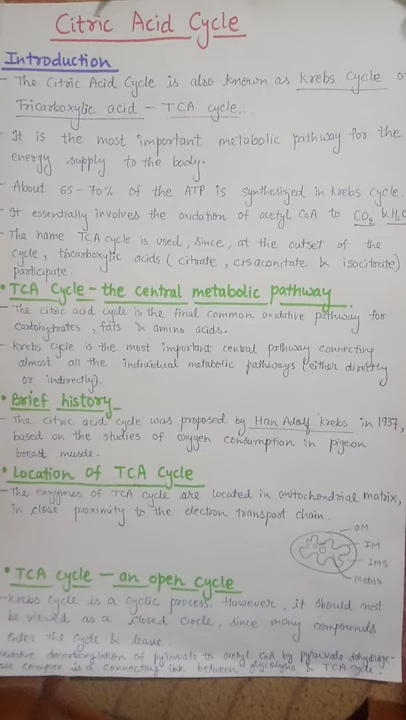 Citric Acid Cycle
Introduction
- The Citric Acid Cycle is also known as krebs cycle o
Tricarboxylic acid - TCA cycle.
- It is the most important metabolic pathway for the
energy supply to the body.
- About 65-70% of the ATP is synthesized in krebs cycle.
- It essentially involves the oxidation of acetyl CoA to CO2 & H2O
- The name TCA cycle is used, since, at the outset of the
cycle, tricarboxylic acids (citrate, cisaconitate & isocitrate)
participate.
• TCA Cycle - the central metabolic pathway
- The citric acid cycle is the final common oxidative pathway for
carbohydrates, fats & amino acids.
- krebs cycle is the most important central pathway connecting
almost all the individual metabolic pathways (either directly
or indirectly).
• Brief history -
- The citric acid cycle was proposed by Han Adolf krebs in 1937,
based on the studies of oxygen consumption in pigeon
breast muscle.
• Location of TCA Cycle
- The enzymes of TCA cycle are located in mitochondrial matrix,
in close proximity to the electron transport chain.
OM
IM
IMS
Matrix
• TCA cycle - an open cycle
- krebs cycle is a cyclic process. However, it should not
be viewed as a closed circle, since many compounds
enter the cycle & leave.
oxidative decarboxylation of pyruvate to acetyl CoA by pyruvate dehydrogen-
ase complex is a connecting link between glycolysis & TCA cycle.